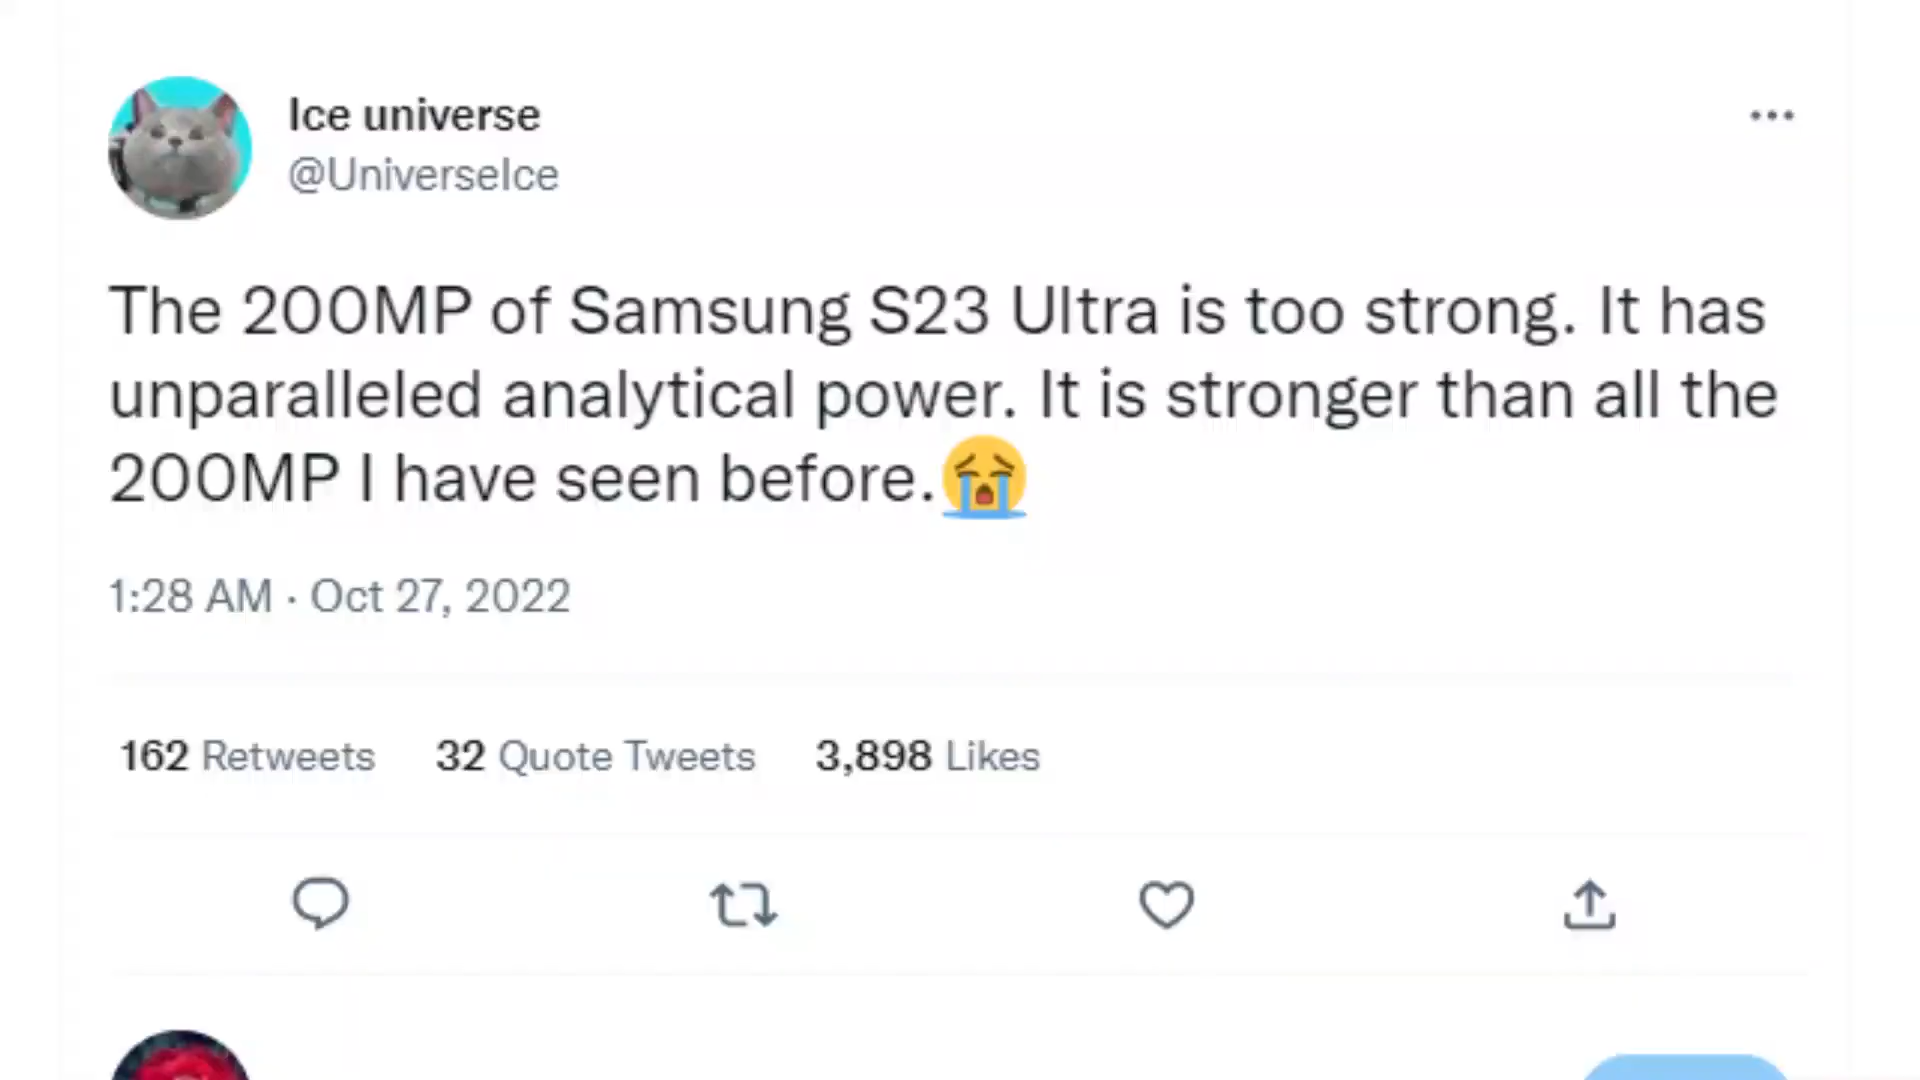 Ice universe
@UniverseIce
The 200MP of Samsung S23 Ultra is too strong. It has
unparalleled analytical power. It is stronger than all the
200MP I have seen before.😭
1:28 AM · Oct 27, 2022
162 Retweets 32 Quote Tweets 3,898 Likes